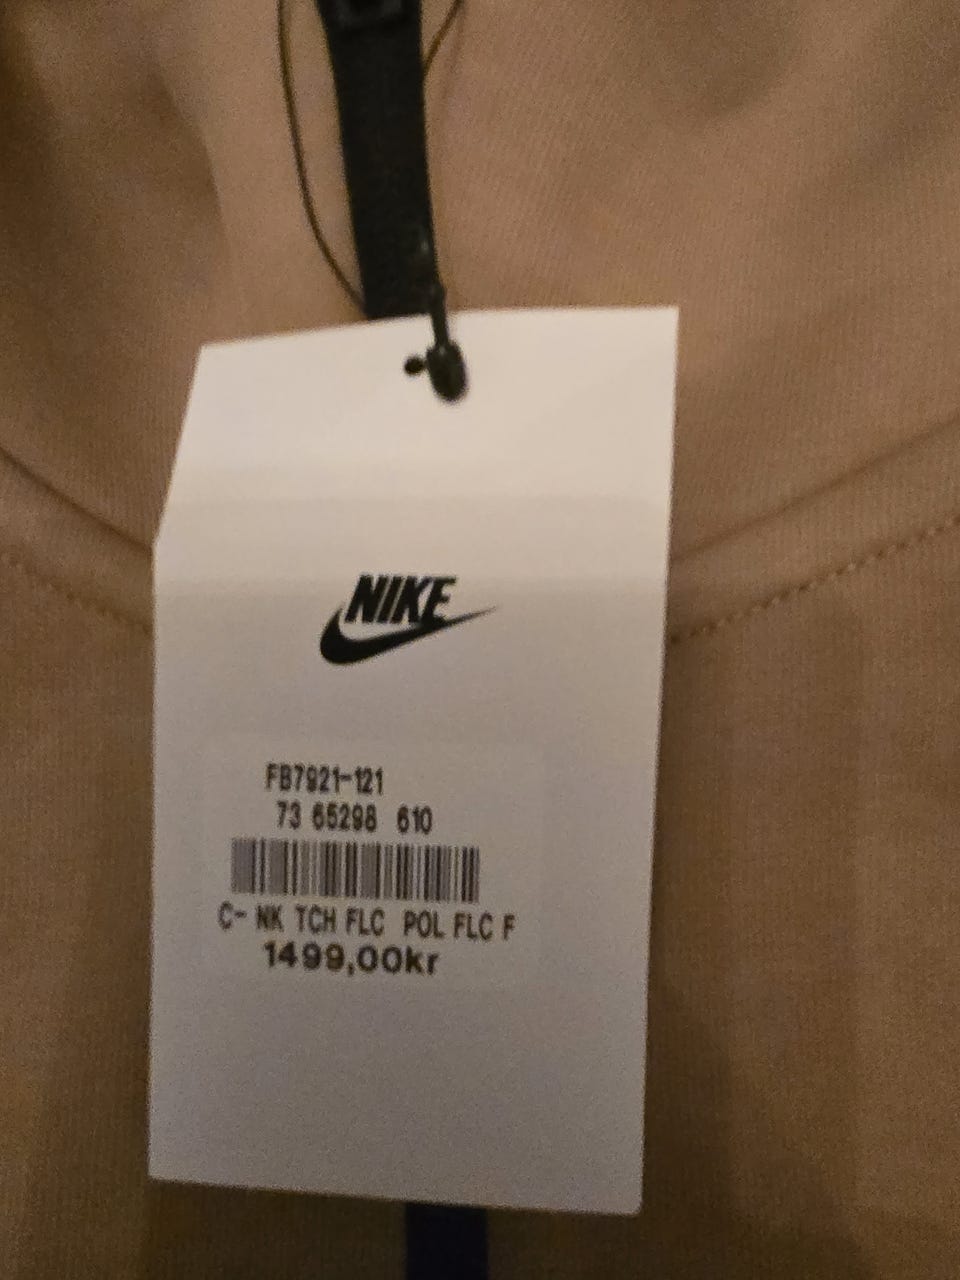 NIKE
FB7921-121
73 65298 610
C- NK TCH FLC POL FLC F
1499,00kr